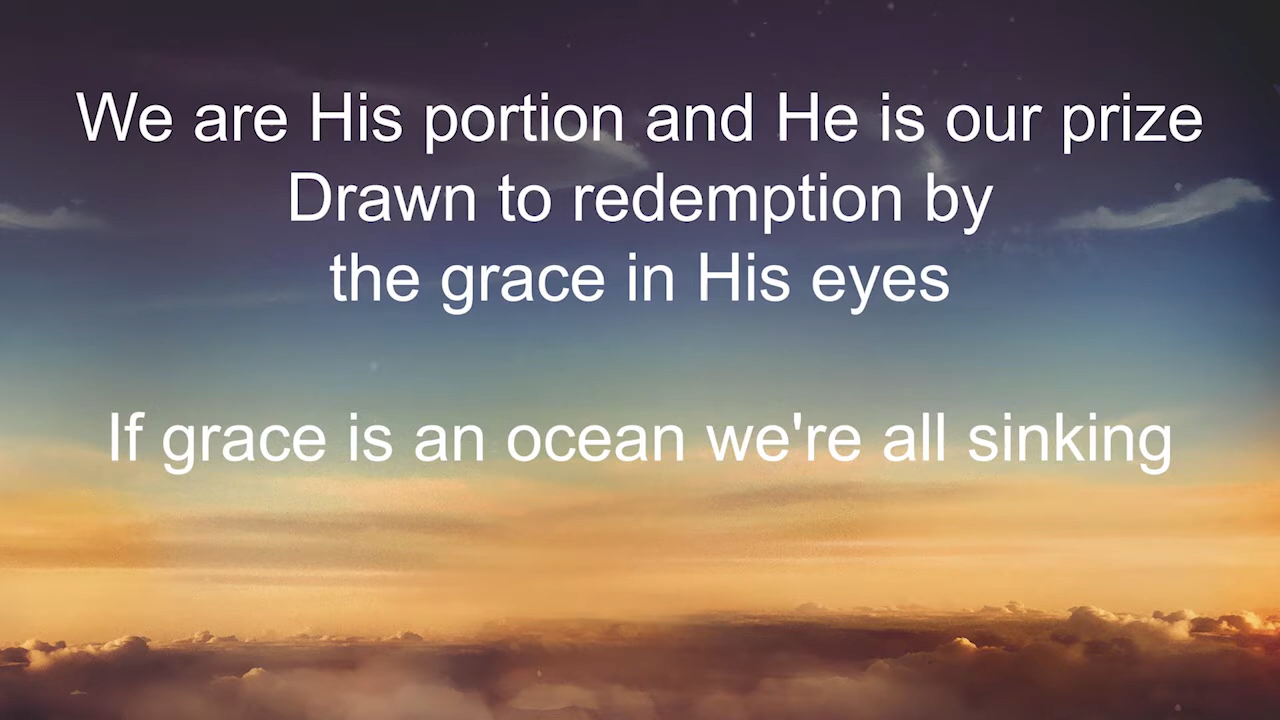 We are His portion and He is our prize
Drawn to redemption by
the grace in His eyes
If grace is an ocean we're all sinking